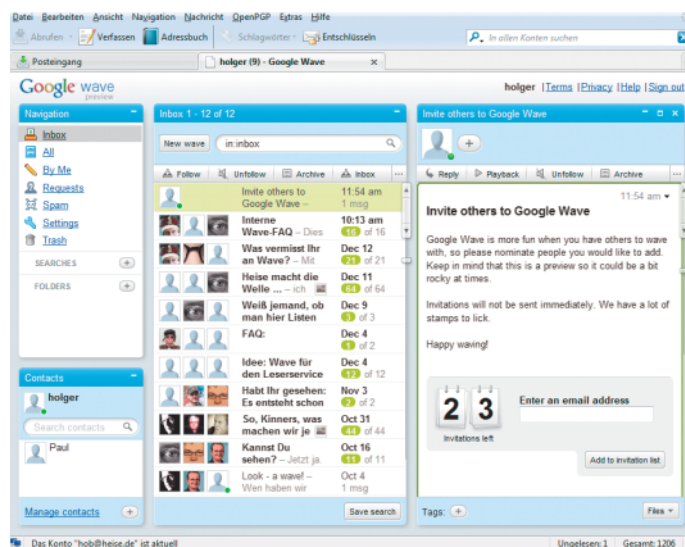 Datei Bearbeiten Ansicht Navigation Nachricht OpenPGP Extras Hilfe
Abrufen Verfassen Adressbuch Schlagwörter Entschlüsseln In allen Konten suchen
Posteingang
holger (9) - Google Wave ×
Google wave
preview
holger | Terms | Privacy | Help | Sign out
Navigation
Inbox
All
By Me
Requests
Spam
Settings
Trash
SEARCHES
FOLDERS
Contacts
holger
Search contacts
Paul
Manage contacts
Inbox 1 - 12 of 12
New wave in:inbox
Follow Unfollow Archive Inbox ...
Invite others to 11:54 am
Google Wave – 1 msg
Interne 10:13 am
Wave-FAQ – Dies 16 of 16
Was vermisst Ihr Dec 12
an Wave? – Mit 21 of 21
Heise macht die Dec 11
Welle ... – ich 64 of 64
Weiß jemand, ob Dec 9
man hier Listen 3 of 3
FAQ: Dec 4
1 of 2
Idee: Wave für Dec 4
den Leserservice 12 of 12
Habt Ihr gesehen: Nov 3
Es entsteht schon 2 of 2
So, Kinners, was Oct 31
machen wir je 44 of 44
Kannst Du Oct 16
sehen? – Jetzt ja. 11 of 11
Look - a wave! – Oct 4
Wen haben wir 1 msg
Save search
Invite others to Google Wave
Reply Playback Unfollow Archive ...
11:54 am
Invite others to Google Wave
Google Wave is more fun when you have others to wave
with, so please nominate people you would like to add.
Keep in mind that this is a preview so it could be a bit
rocky at times.
Invitations will not be sent immediately. We have a lot of
stamps to lick.
Happy waving!
23
Invitations left
Enter an email address
Add to invitation list
Tags: Files
Das Konto "hob@heise.de" ist aktuell
Ungelesen: 1 Gesamt: 1206